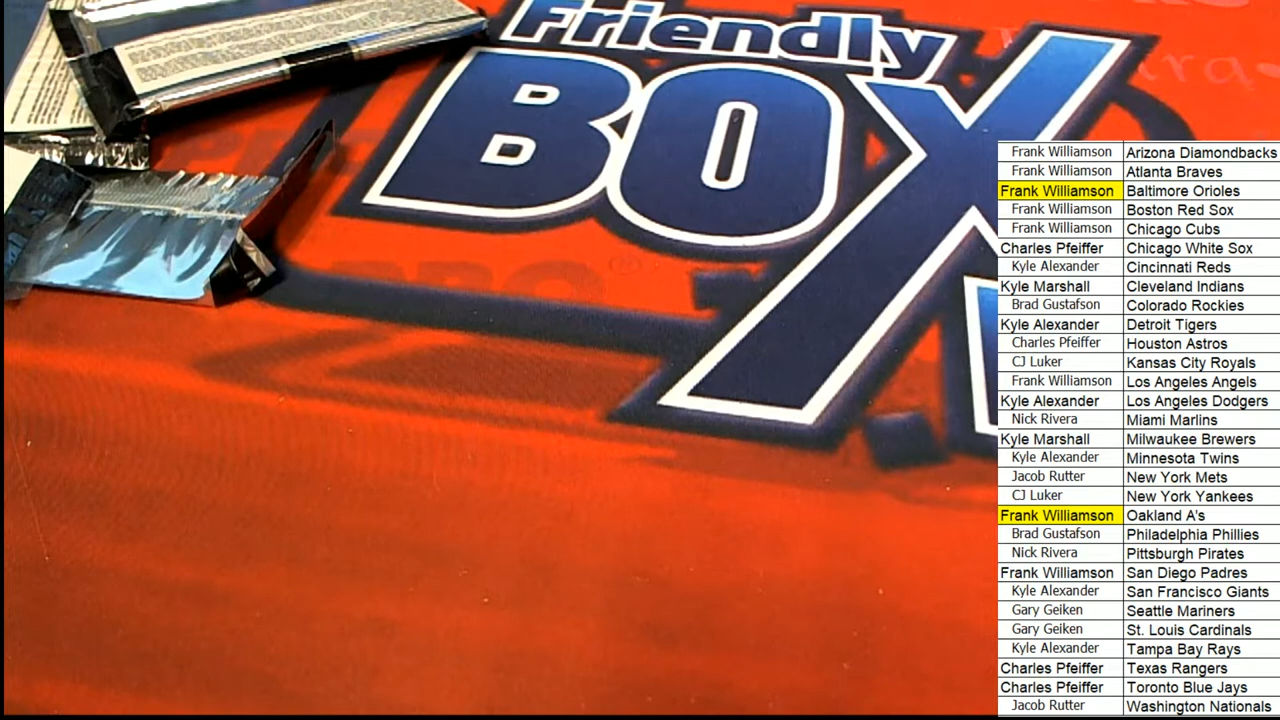 Friendly
BOX
Frank Williamson Arizona Diamondbacks
Frank Williamson Atlanta Braves
Frank Williamson Baltimore Orioles
Frank Williamson Boston Red Sox
Frank Williamson Chicago Cubs
Charles Pfeiffer Chicago White Sox
Kyle Alexander Cincinnati Reds
Kyle Marshall Cleveland Indians
Brad Gustafson Colorado Rockies
Kyle Alexander Detroit Tigers
Charles Pfeiffer Houston Astros
CJ Luker Kansas City Royals
Frank Williamson Los Angeles Angels
Kyle Alexander Los Angeles Dodgers
Nick Rivera Miami Marlins
Kyle Marshall Milwaukee Brewers
Kyle Alexander Minnesota Twins
Jacob Rutter New York Mets
CJ Luker New York Yankees
Frank Williamson Oakland A's
Brad Gustafson Philadelphia Phillies
Nick Rivera Pittsburgh Pirates
Frank Williamson San Diego Padres
Kyle Alexander San Francisco Giants
Gary Geiken Seattle Mariners
Gary Geiken St. Louis Cardinals
Kyle Alexander Tampa Bay Rays
Charles Pfeiffer Texas Rangers
Charles Pfeiffer Toronto Blue Jays
Jacob Rutter Washington Nationals